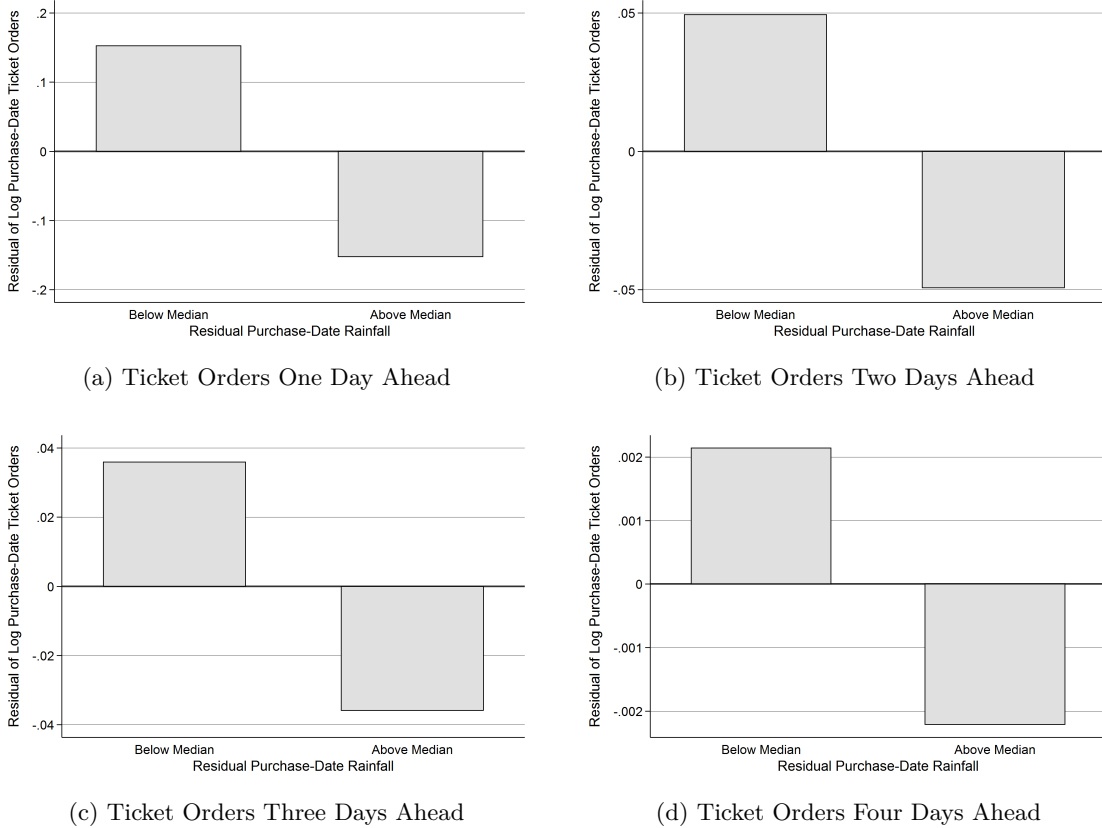 Residual of Log Purchase-Date Ticket Orders
.2
.1
0
-.1
-.2
Below Median
Above Median
Residual Purchase-Date Rainfall
(a) Ticket Orders One Day Ahead
Residual of Log Purchase-Date Ticket Orders
.05
0
-.05
Below Median
Above Median
Residual Purchase-Date Rainfall
(b) Ticket Orders Two Days Ahead
Residual of Log Purchase-Date Ticket Orders
.04
.02
0
-.02
-.04
Below Median
Above Median
Residual Purchase-Date Rainfall
(c) Ticket Orders Three Days Ahead
Residual of Log Purchase-Date Ticket Orders
.002
.001
0
-.001
-.002
Below Median
Above Median
Residual Purchase-Date Rainfall
(d) Ticket Orders Four Days Ahead